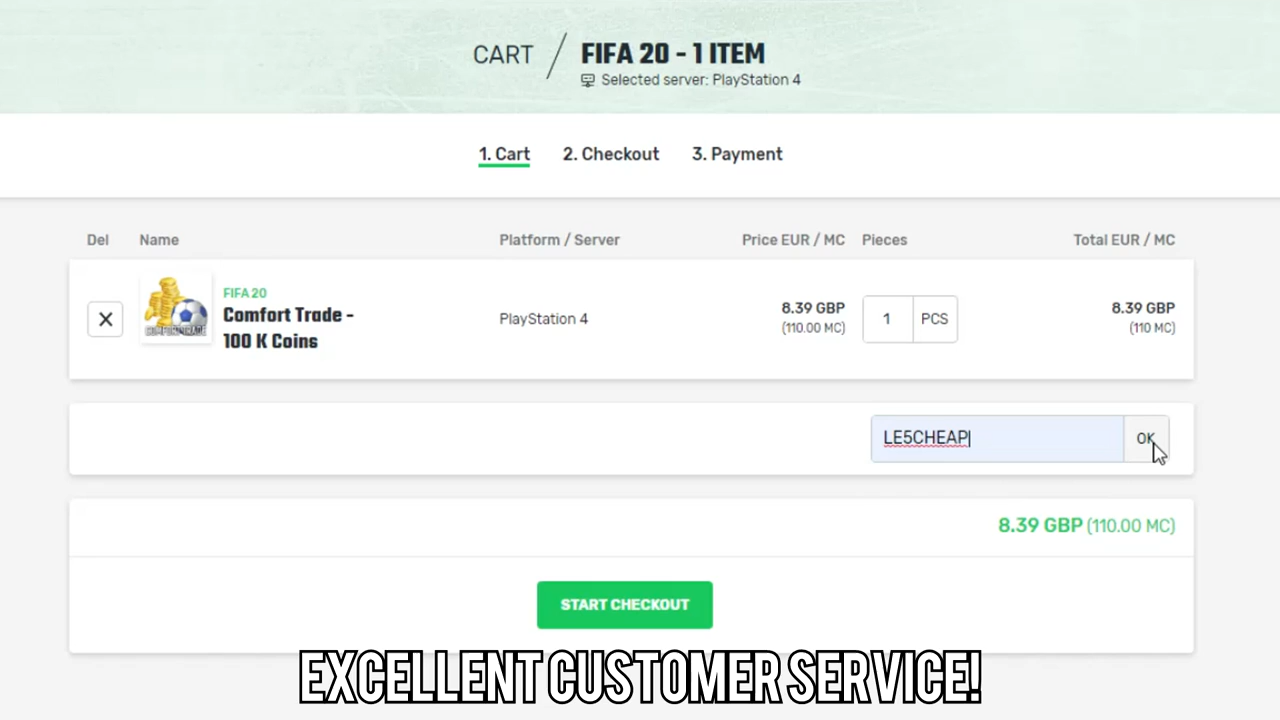 CART / FIFA 20 - 1 ITEM
Selected server: PlayStation 4
1. Cart 2. Checkout 3. Payment
Del Name Platform / Server Price EUR / MC Pieces Total EUR / MC
FIFA 20
Comfort Trade -
100 K Coins
COMFORT TRADE
PlayStation 4
8.39 GBP
(110.00 MC)
1 PCS
8.39 GBP
(110 MC)
LE5CHEAP OK
8.39 GBP (110.00 MC)
START CHECKOUT
EXCELLENT CUSTOMER SERVICE!